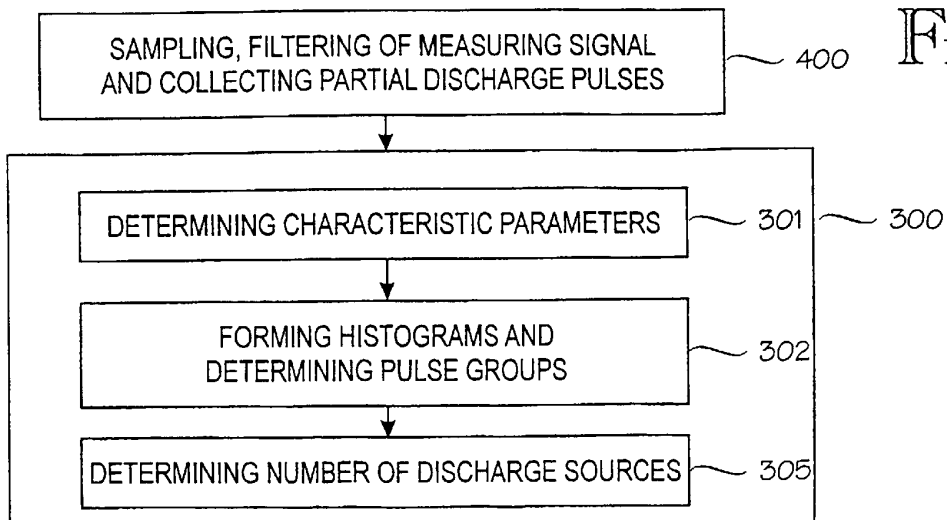 SAMPLING, FILTERING OF MEASURING SIGNAL
AND COLLECTING PARTIAL DISCHARGE PULSES
400
DETERMINING CHARACTERISTIC PARAMETERS
301
300
FORMING HISTOGRAMS AND
DETERMINING PULSE GROUPS
302
DETERMINING NUMBER OF DISCHARGE SOURCES
305